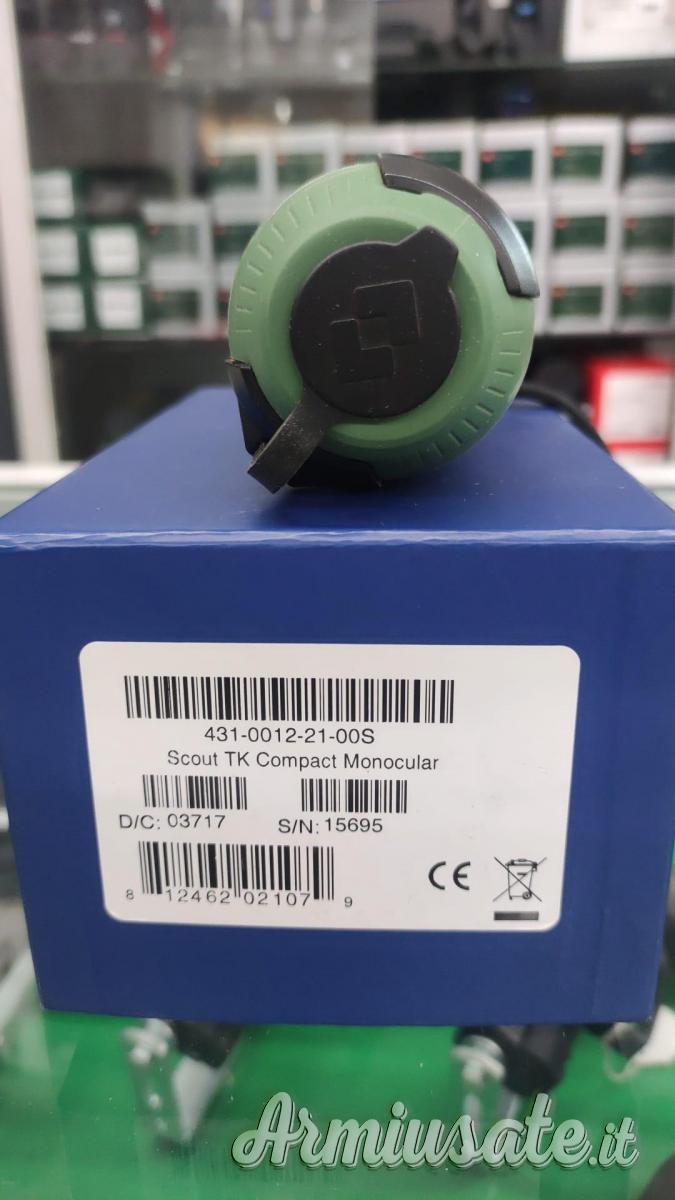 431-0012-21-00S
Scout TK Compact Monocular
D/C: 03717 S/N: 15695
8 12462 02107 9
CE
Armiusate.it